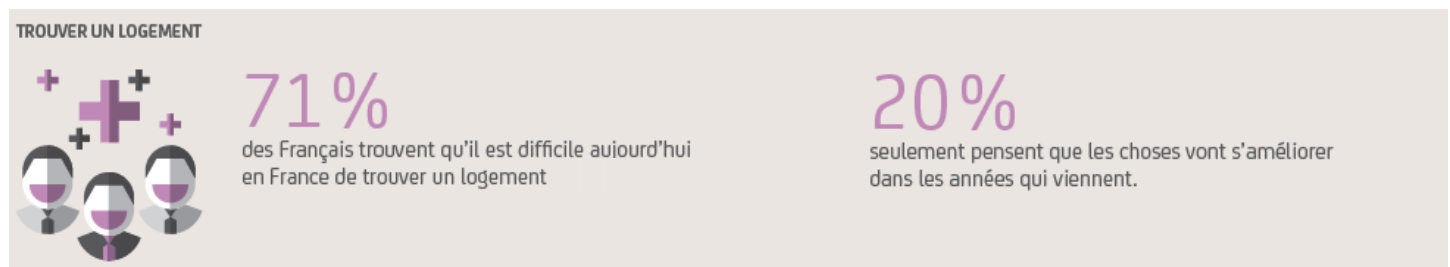 TROUVER UN LOGEMENT
71%
des Français trouvent qu'il est difficile aujourd'hui
en France de trouver un logement
20%
seulement pensent que les choses vont s'améliorer
dans les années qui viennent.